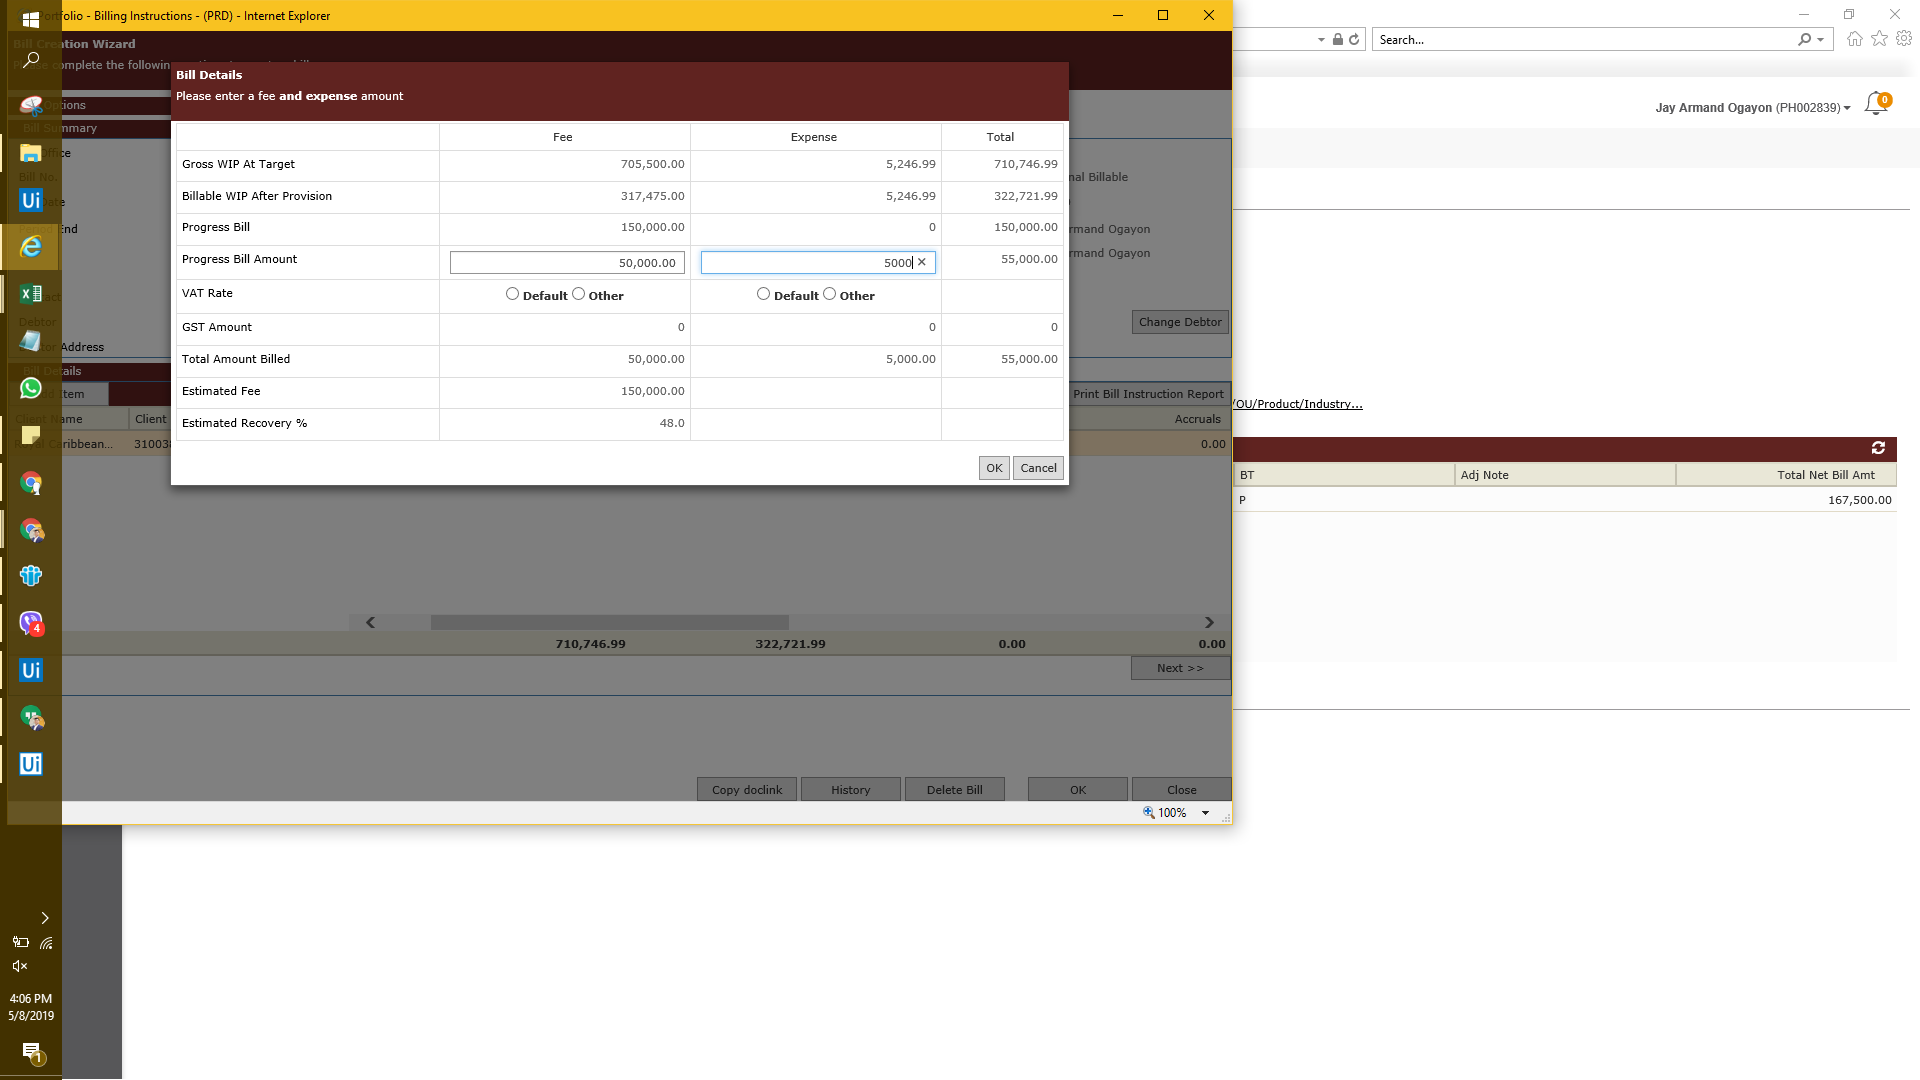 Portfolio - Billing Instructions - (PRD) - Internet Explorer
Bill Creation Wizard
Bill Details
Please enter a fee and expense amount
Fee Expense Total
Gross WIP At Target 705,500.00 5,246.99 710,746.99
Billable WIP After Provision 317,475.00 5,246.99 322,721.99
Progress Bill 150,000.00 0 150,000.00
Progress Bill Amount 50,000.00 5000 55,000.00
VAT Rate Default Other Default Other
GST Amount 0 0 0
Total Amount Billed 50,000.00 5,000.00 55,000.00
Estimated Fee 150,000.00
Estimated Recovery % 48.0
OK Cancel
complete the following
Options
Bill Summary
Office
Bill No.
Date
Period End
Debtor
Address
nal Billable
rmand Ogayon
rmand Ogayon
Change Debtor
Bill Details
Item
Print Bill Instruction Report
Client Name Client Accruals
Caribbean... 31003 0.00
710,746.99 322,721.99 0.00 0.00
Next >>
Copy doclink History Delete Bill OK Close
100%
Search...
Jay Armand Ogayon (PH002839)
0
/OU/Product/Industry...
BT Adj Note Total Net Bill Amt
P 167,500.00
Ui
4
Ui
Ui
4:06 PM
5/8/2019
1